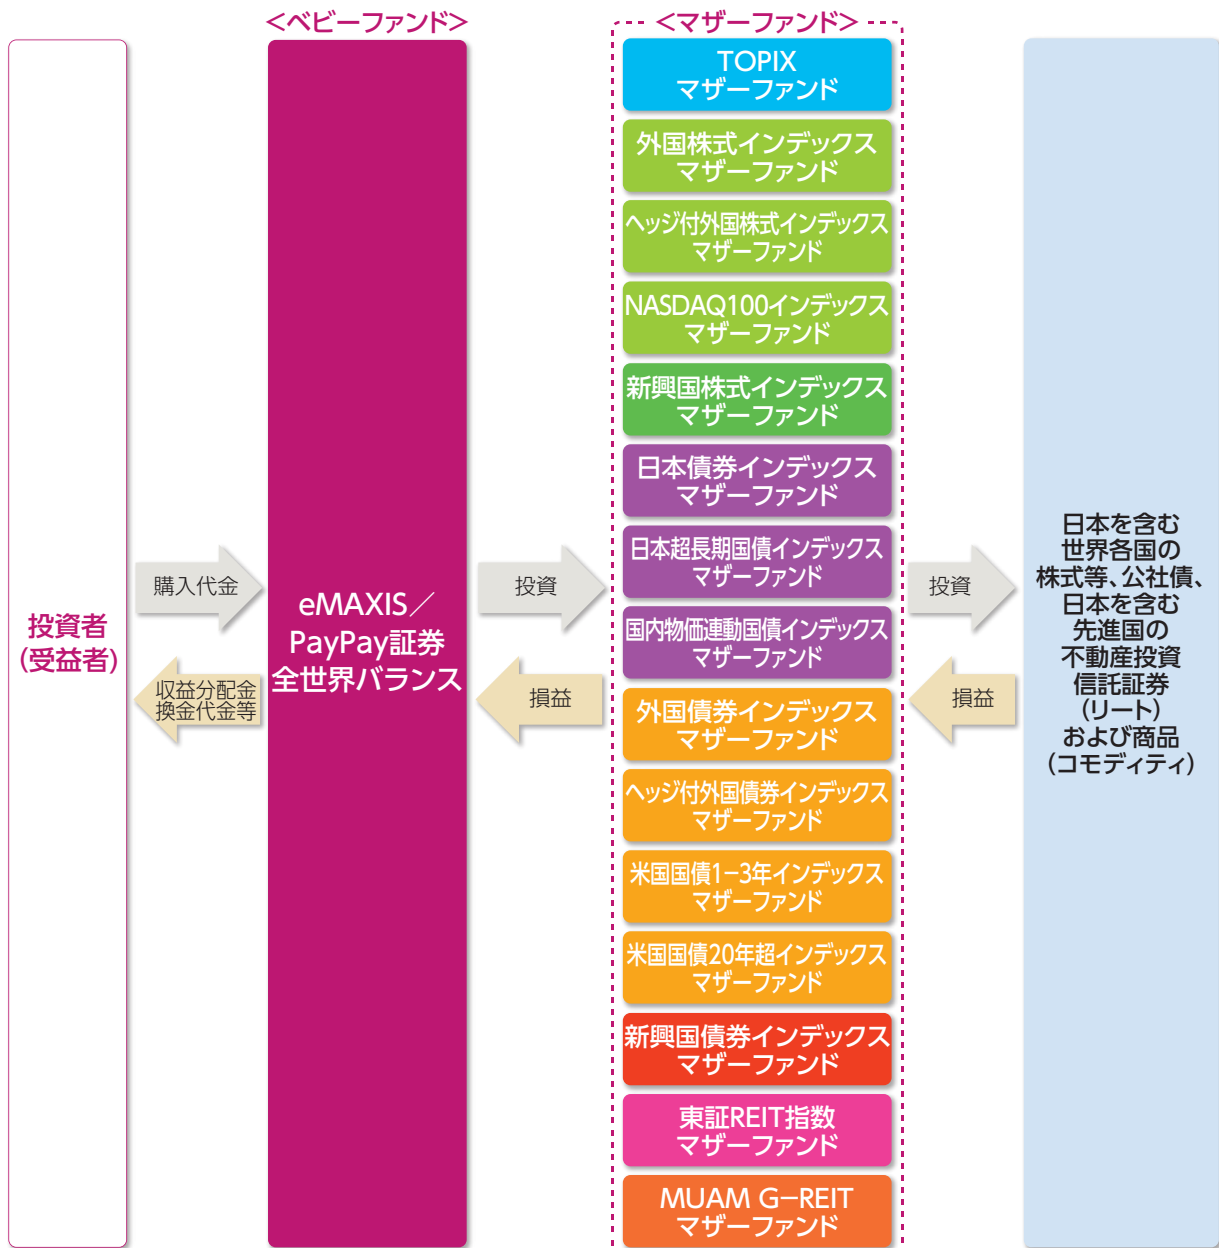 <ベビーファンド>
<マザーファンド>
投資者
(受益者)
購入代金
収益分配金
換金代金等
eMAXIS／
PayPay証券
全世界バランス
投資
損益
TOPIX
マザーファンド
外国株式インデックス
マザーファンド
ヘッジ付外国株式インデックス
マザーファンド
NASDAQ100インデックス
マザーファンド
新興国株式インデックス
マザーファンド
日本債券インデックス
マザーファンド
日本超長期国債インデックス
マザーファンド
国内物価連動国債インデックス
マザーファンド
外国債券インデックス
マザーファンド
ヘッジ付外国債券インデックス
マザーファンド
米国国債1－3年インデックス
マザーファンド
米国国債20年超インデックス
マザーファンド
新興国債券インデックス
マザーファンド
東証REIT指数
マザーファンド
MUAM G－REIT
マザーファンド
投資
損益
日本を含む
世界各国の
株式等、公社債、
日本を含む
先進国の
不動産投資
信託証券
(リート)
および商品
(コモディティ)